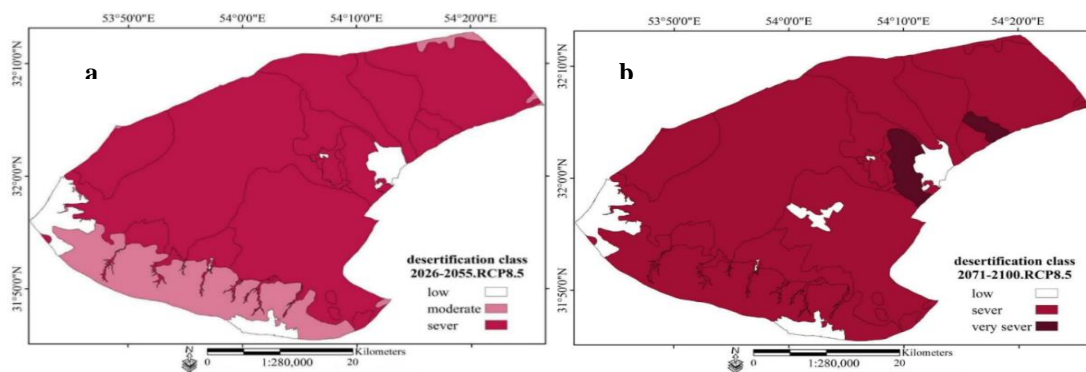 53°50'0"E 54°00'0"E 54°10'0"E 54°20'0"E
a
32°10'0"N
32°0'0"N
31°50'0"N
desertification class
2026-2055.RCP8.5
low
moderate
sever
N
Kilometers
0 1:280,000 20
53°50'0"E 54°00'0"E 54°10'0"E 54°20'0"E
b
32°10'0"N
32°0'0"N
31°50'0"N
desertification class
2071-2100.RCP8.5
low
sever
very sever
N
Kilometers
0 1:280,000 20